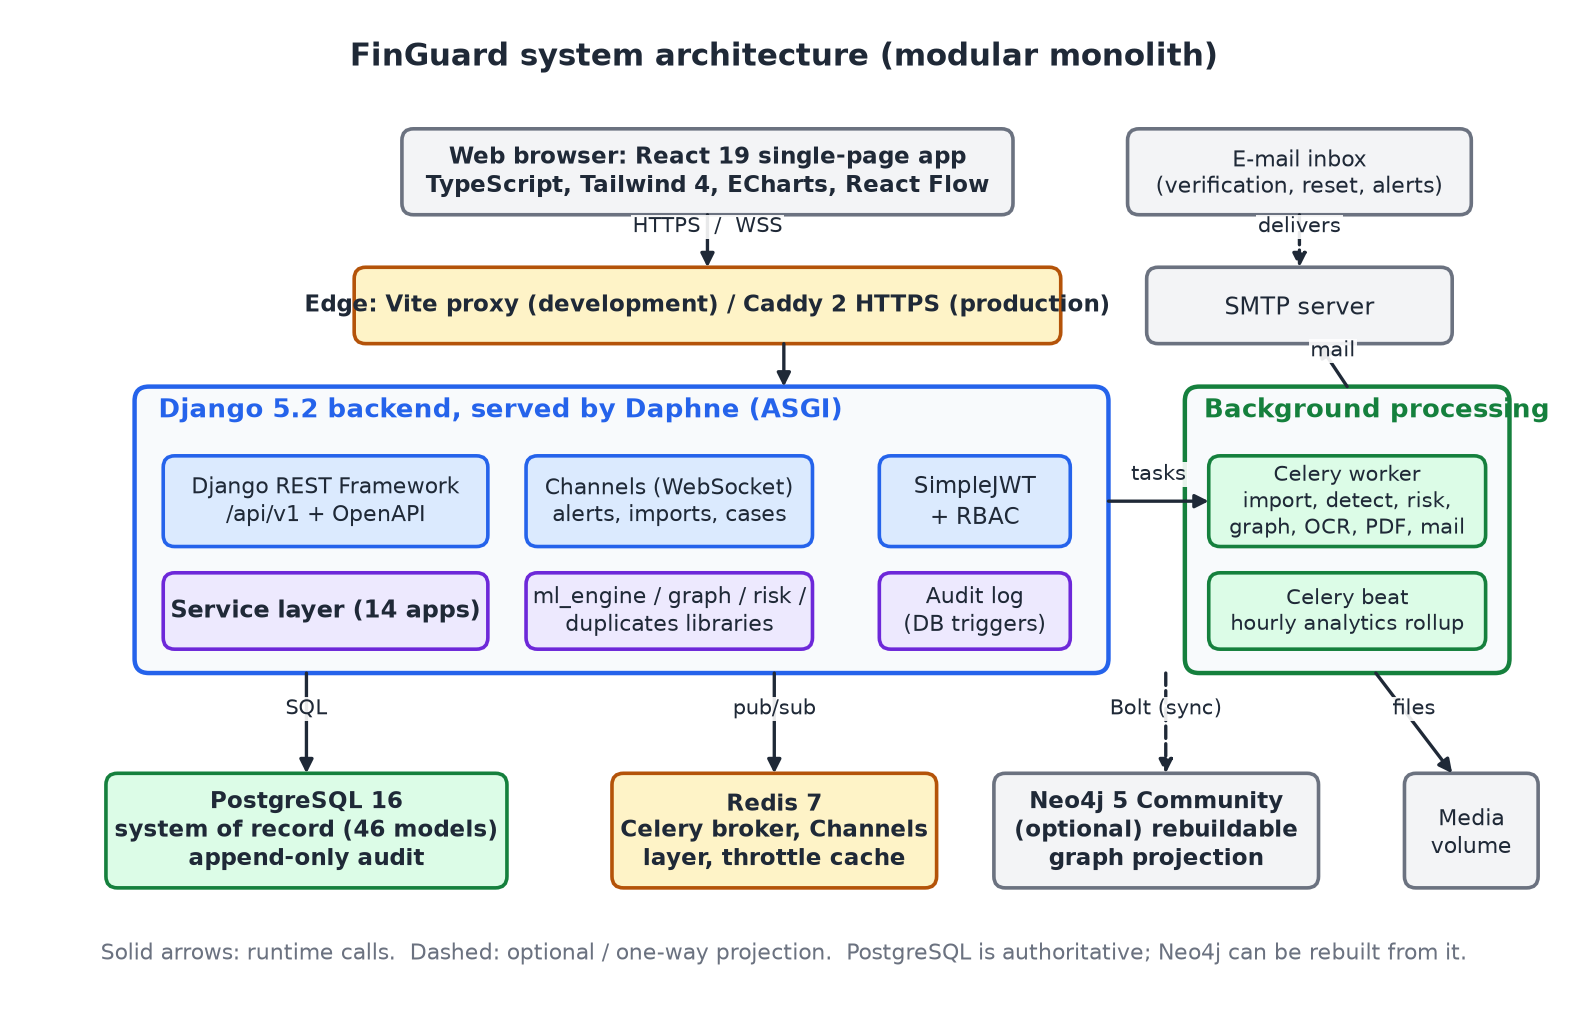 FinGuard system architecture (modular monolith)
Web browser: React 19 single-page app
TypeScript, Tailwind 4, ECharts, React Flow
E-mail inbox
(verification, reset, alerts)
HTTPS / WSS
delivers
Edge: Vite proxy (development) / Caddy 2 HTTPS (production)
SMTP server
mail
Django 5.2 backend, served by Daphne (ASGI)
Background processing
Django REST Framework
/api/v1 + OpenAPI
Channels (WebSocket)
alerts, imports, cases
SimpleJWT
+ RBAC
tasks
Celery worker
import, detect, risk,
graph, OCR, PDF, mail
Service layer (14 apps)
ml_engine / graph / risk /
duplicates libraries
Audit log
(DB triggers)
Celery beat
hourly analytics rollup
SQL
pub/sub
Bolt (sync)
files
PostgreSQL 16
system of record (46 models)
append-only audit
Redis 7
Celery broker, Channels
layer, throttle cache
Neo4j 5 Community
(optional) rebuildable
graph projection
Media
volume
Solid arrows: runtime calls.  Dashed: optional / one-way projection.  PostgreSQL is authoritative; Neo4j can be rebuilt from it.